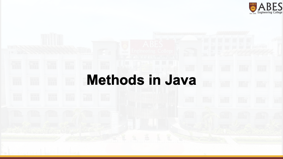 ABES
Engineering College
Methods in Java